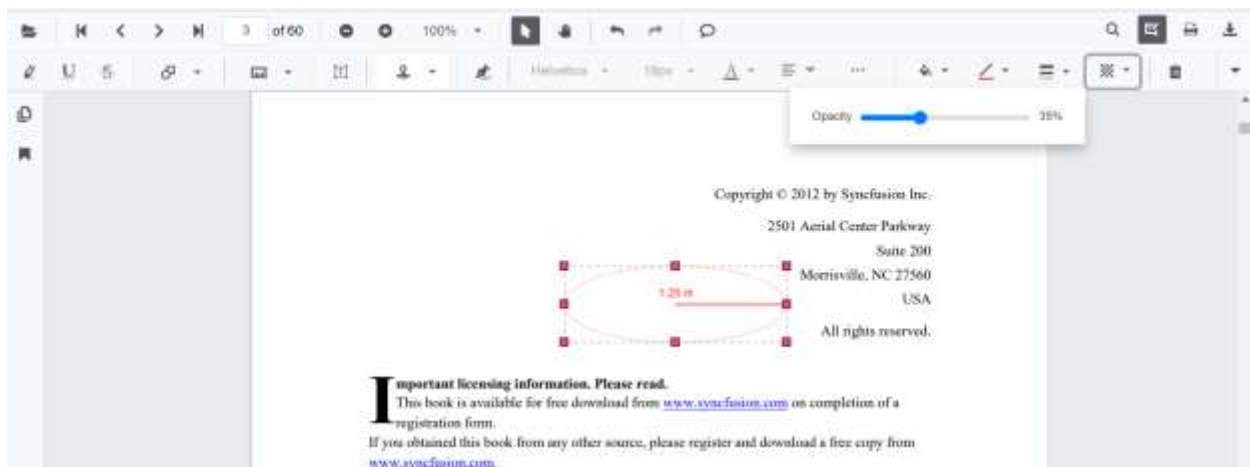 3 of 60 100%
U S Helvetica 16px A
Opacity 35%
Copyright © 2012 by Syncfusion Inc.
2501 Aerial Center Parkway
Suite 200
Morrisville, NC 27560
1.25 in
USA
All rights reserved.
Important licensing information. Please read.
This book is available for free download from www.syncfusion.com on completion of a
registration form.
If you obtained this book from any other source, please register and download a free copy from
www.syncfusion.com.